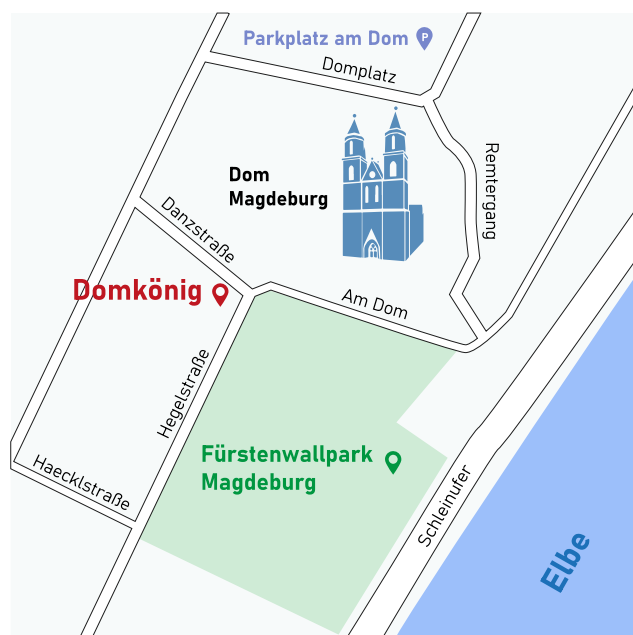 Parkplatz am Dom
P
Domplatz
Dom
Magdeburg
Remtergang
Danzstraße
Domkönig
Am Dom
Hegelstraße
Fürstenwallpark
Magdeburg
Haecklstraße
Schleinufer
Elbe